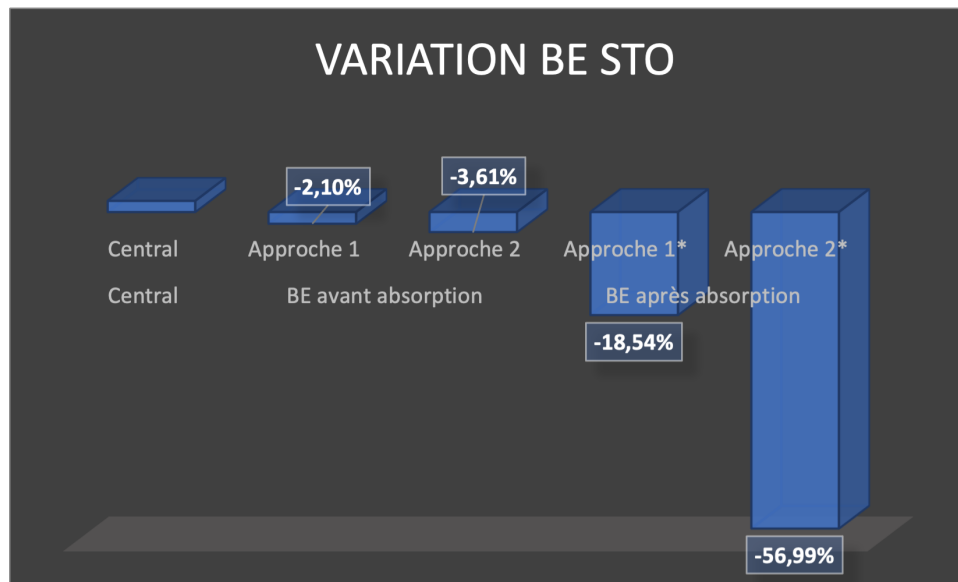 VARIATION BE STO
-2,10%
-3,61%
Central Approche 1 Approche 2 Approche 1* Approche 2*
Central BE avant absorption BE après absorption
-18,54%
-56,99%